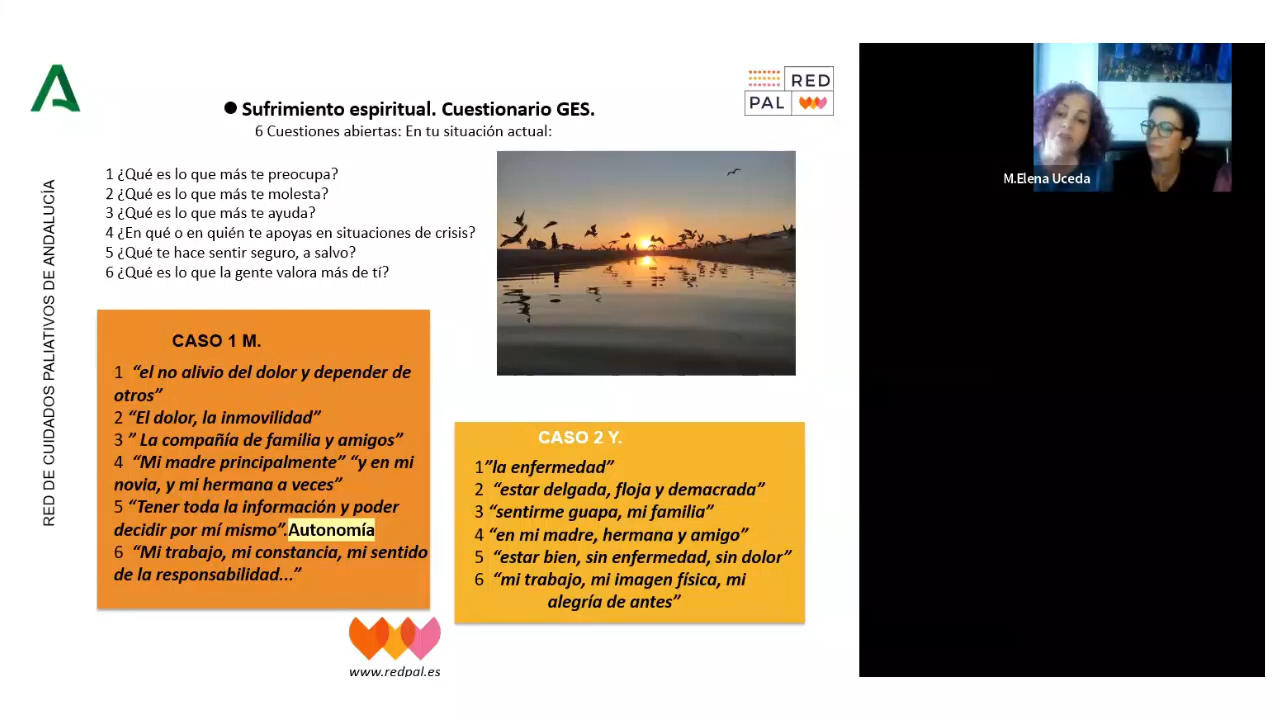 RED DE CUIDADOS PALIATIVOS DE ANDALUCÍA
● Sufrimiento espiritual. Cuestionario GES.
6 Cuestiones abiertas: En tu situación actual:
RED
PAL
1 ¿Qué es lo que más te preocupa?
2 ¿Qué es lo que más te molesta?
3 ¿Qué es lo que más te ayuda?
4 ¿En qué o en quién te apoyas en situaciones de crisis?
5 ¿Qué te hace sentir seguro, a salvo?
6 ¿Qué es lo que la gente valora más de tí?
CASO 1 M.
1 “el no alivio del dolor y depender de
otros”
2 “El dolor, la inmovilidad”
3 ” La compañía de familia y amigos”
4 “Mi madre principalmente” “y en mi
novia, y mi hermana a veces”
5 “Tener toda la información y poder
decidir por mí mismo”.Autonomía
6 “Mi trabajo, mi constancia, mi sentido
de la responsabilidad...”
CASO 2 Y.
1”la enfermedad”
2 “estar delgada, floja y demacrada”
3 “sentirme guapa, mi familia”
4 “en mi madre, hermana y amigo”
5 “estar bien, sin enfermedad, sin dolor”
6 “mi trabajo, mi imagen física, mi
alegría de antes”
www.redpal.es
M.Elena Uceda